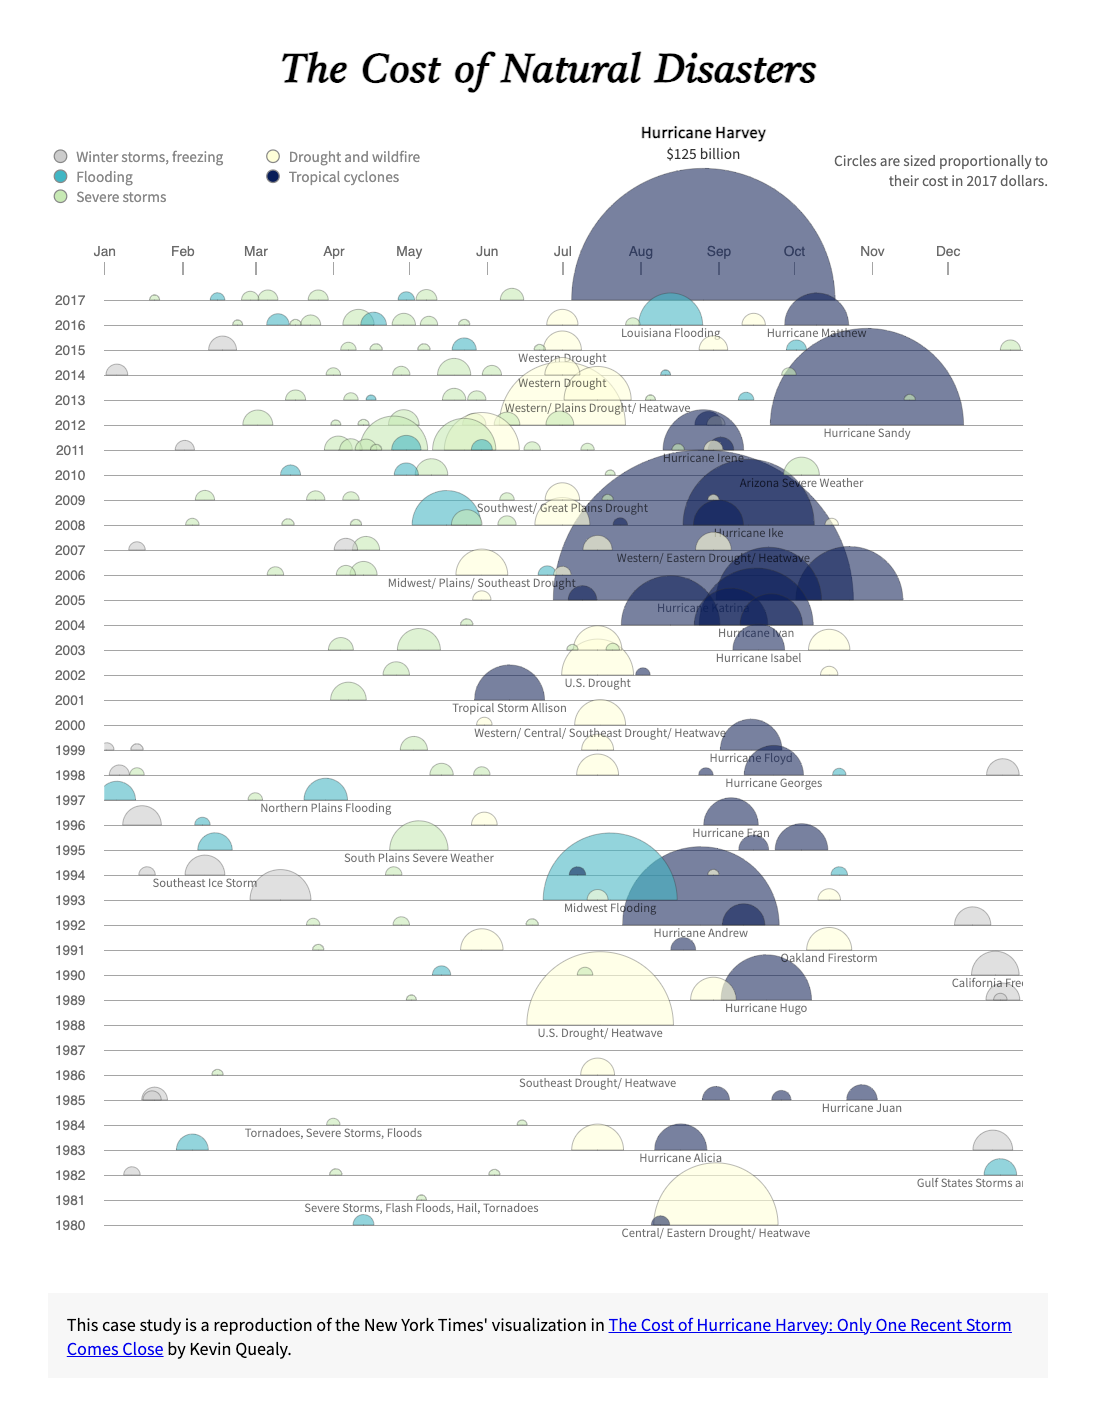 The Cost of Natural Disasters
Hurricane Harvey
$125 billion
Winter storms, freezing
Flooding
Severe storms
Drought and wildfire
Tropical cyclones
Circles are sized proportionally to
their cost in 2017 dollars.
Jan Feb Mar Apr May Jun Jul Aug Sep Oct Nov Dec
2017
2016
Louisiana Flooding Hurricane Matthew
2015
Western Drought
2014
Western Drought
2013
Western/ Plains Drought/ Heatwave
2012
Hurricane Sandy
2011
Hurricane Irene
2010
Arizona Severe Weather
2009
Southwest/ Great Plains Drought
2008
Hurricane Ike
2007
Western/ Eastern Drought/ Heatwave
2006
Midwest/ Plains/ Southeast Drought
2005
Hurricane Katrina
2004
Hurricane Ivan
2003
Hurricane Isabel
2002
U.S. Drought
2001
Tropical Storm Allison
2000
Western/ Central/ Southeast Drought/ Heatwave
1999
Hurricane Floyd
1998
Hurricane Georges
1997
Northern Plains Flooding
1996
Hurricane Fran
1995
South Plains Severe Weather
1994
Southeast Ice Storm
1993
Midwest Flooding
1992
Hurricane Andrew
1991
Oakland Firestorm
1990
California Free
1989
Hurricane Hugo
1988
U.S. Drought/ Heatwave
1987
1986
Southeast Drought/ Heatwave
1985
Hurricane Juan
1984
Tornadoes, Severe Storms, Floods
1983
Hurricane Alicia
1982
Gulf States Storms ar
1981
Severe Storms, Flash Floods, Hail, Tornadoes
1980
Central/ Eastern Drought/ Heatwave
This case study is a reproduction of the New York Times' visualization in The Cost of Hurricane Harvey: Only One Recent Storm
Comes Close by Kevin Quealy.